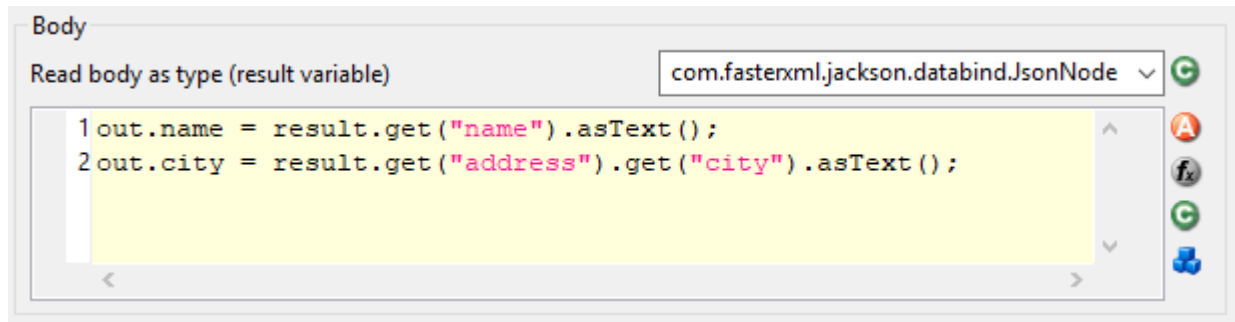 Body
Read body as type (result variable) com.fasterxml.jackson.databind.JsonNode C
1 out.name = result.get("name").asText(); A
2 out.city = result.get("address").get("city").asText();
fx
C